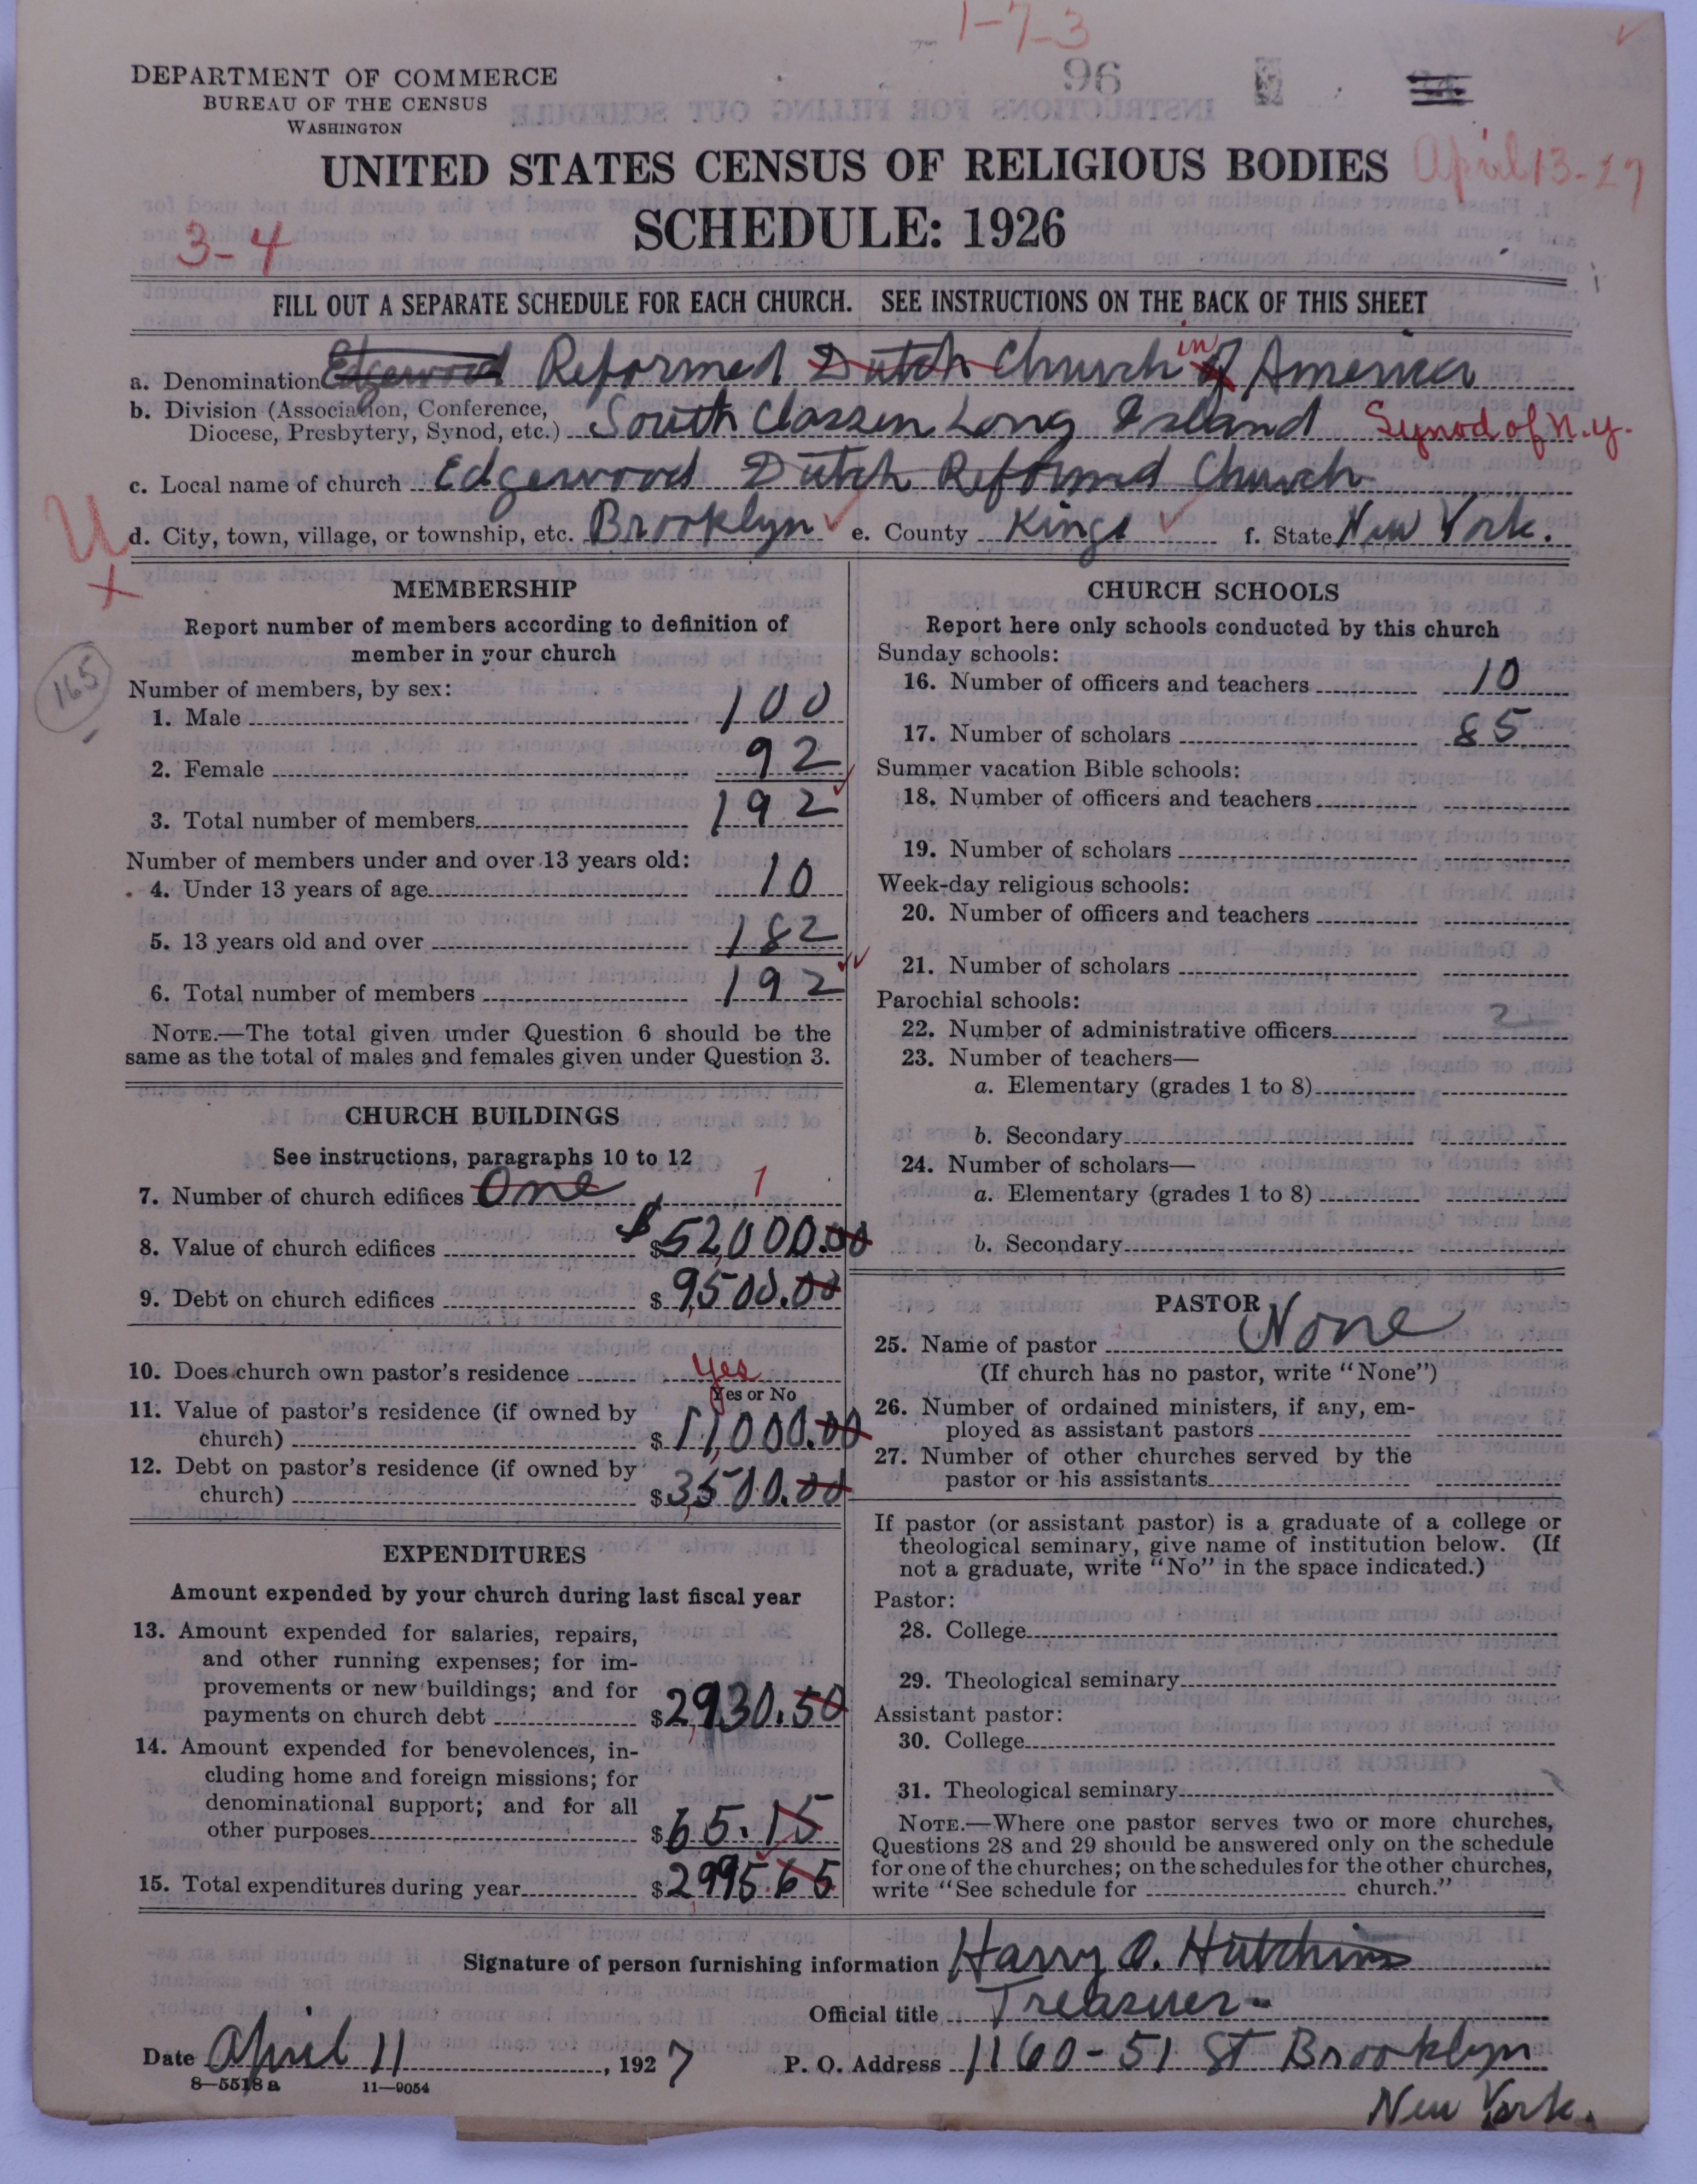 1-7-3
DEPARTMENT OF COMMERCE
BUREAU OF THE CENSUS
WASHINGTON
96
UNITED STATES CENSUS OF RELIGIOUS BODIES April 13-27
SCHEDULE: 1926
3-4
FILL OUT A SEPARATE SCHEDULE FOR EACH CHURCH. SEE INSTRUCTIONS ON THE BACK OF THIS SHEET
a. Denomination Edgewood Reformed Dutch Church in of America
b. Division (Association, Conference, Diocese, Presbytery, Synod, etc.) South Classen Long Island Synod of N.Y.
c. Local name of church Edgewood Dutch Reformed Church
U
d. City, town, village, or township, etc. Brooklyn e. County Kings f. State New York.
x
MEMBERSHIP
Report number of members according to definition of
member in your church
165
Number of members, by sex:
1. Male 100
2. Female 92
3. Total number of members 192
Number of members under and over 13 years old:
4. Under 13 years of age 10
5. 13 years old and over 182
6. Total number of members 192
NOTE.—The total given under Question 6 should be the
same as the total of males and females given under Question 3.
CHURCH BUILDINGS
See instructions, paragraphs 10 to 12
7. Number of church edifices One 1
8. Value of church edifices $ $52,000.00
9. Debt on church edifices $9,500.00
10. Does church own pastor's residence Yes
Yes or No
11. Value of pastor's residence (if owned by
church) $11,000.00
12. Debt on pastor's residence (if owned by
church) $3,500.00
EXPENDITURES
Amount expended by your church during last fiscal year
13. Amount expended for salaries, repairs,
and other running expenses; for im-
provements or new buildings; and for
payments on church debt $2,930.50
14. Amount expended for benevolences, in-
cluding home and foreign missions; for
denominational support; and for all
other purposes $65.15
15. Total expenditures during year $2995.65
CHURCH SCHOOLS
Report here only schools conducted by this church
Sunday schools:
16. Number of officers and teachers 10
17. Number of scholars 85
Summer vacation Bible schools:
18. Number of officers and teachers
19. Number of scholars
Week-day religious schools:
20. Number of officers and teachers
21. Number of scholars
Parochial schools:
22. Number of administrative officers 2
23. Number of teachers—
a. Elementary (grades 1 to 8)
b. Secondary
24. Number of scholars—
a. Elementary (grades 1 to 8)
b. Secondary
PASTOR
25. Name of pastor None
(If church has no pastor, write "None")
26. Number of ordained ministers, if any, em-
ployed as assistant pastors
27. Number of other churches served by the
pastor or his assistants
If pastor (or assistant pastor) is a graduate of a college or
theological seminary, give name of institution below. (If
not a graduate, write "No" in the space indicated.)
Pastor:
28. College
29. Theological seminary
Assistant pastor:
30. College
31. Theological seminary
NOTE.—Where one pastor serves two or more churches,
Questions 28 and 29 should be answered only on the schedule
for one of the churches; on the schedules for the other churches,
write "See schedule for church."
Signature of person furnishing information Harry O. Hutchins
Official title Treasurer
Date April 11, 1927 P. O. Address 1160-51 St Brooklyn
8—5518 a 11—9054
New York.